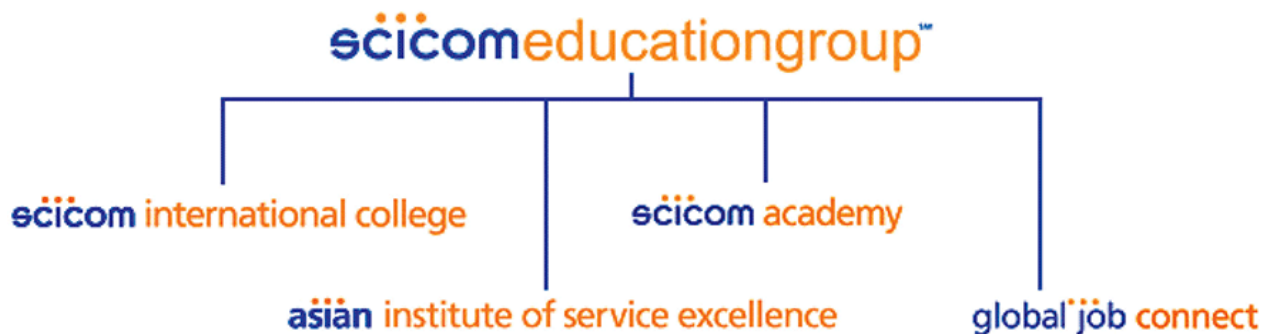 scicomeducationgroup℠
scicom international college
scicom academy
asian institute of service excellence
global job connect